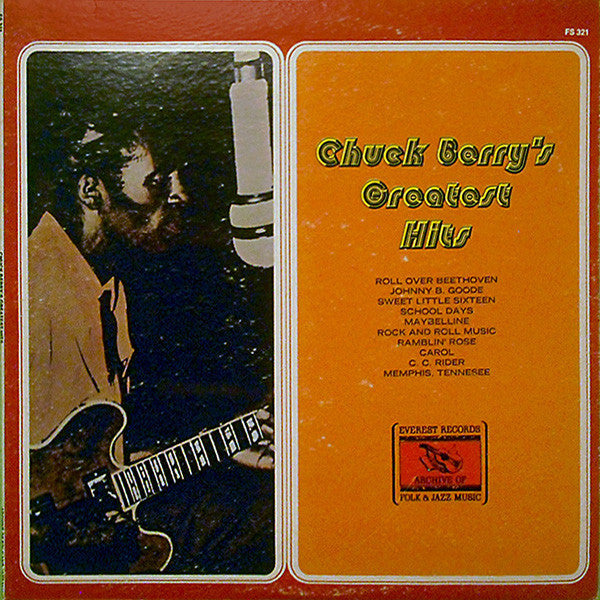 FS 321
Chuck Berry's
Greatest
Hits
ROLL OVER BEETHOVEN
JOHNNY B. GOODE
SWEET LITTLE SIXTEEN
SCHOOL DAYS
MAYBELLINE
ROCK AND ROLL MUSIC
RAMBLIN' ROSE
CAROL
C. C. RIDER
MEMPHIS, TENNESEE
EVEREST RECORDS
ARCHIVE OF
FOLK & JAZZ MUSIC